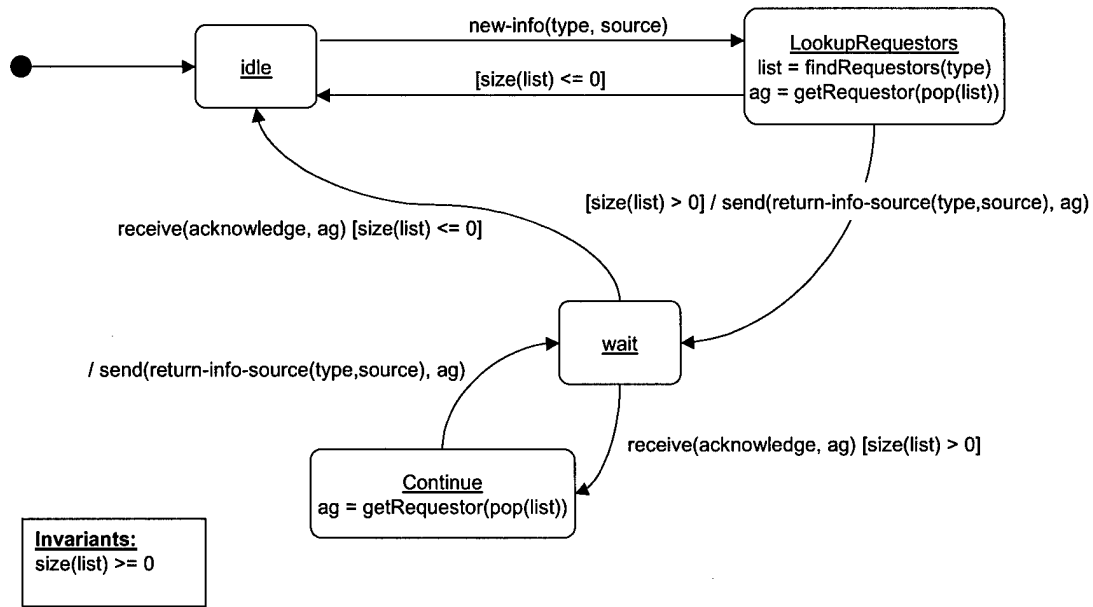 new-info(type, source)
idle
LookupRequestors
list = findRequestors(type)
ag = getRequestor(pop(list))
[size(list) <= 0]
[size(list) > 0] / send(return-info-source(type,source), ag)
receive(acknowledge, ag) [size(list) <= 0]
wait
/ send(return-info-source(type,source), ag)
receive(acknowledge, ag) [size(list) > 0]
Continue
ag = getRequestor(pop(list))
Invariants:
size(list) >= 0